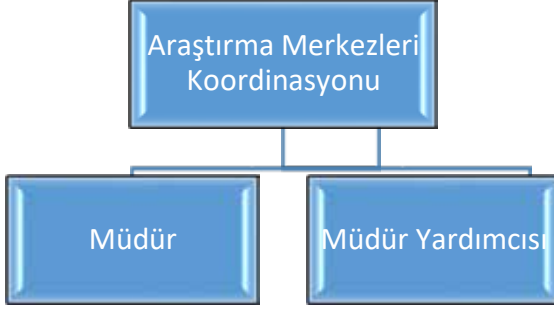 Araştırma Merkezleri
Koordinasyonu
Müdür
Müdür Yardımcısı